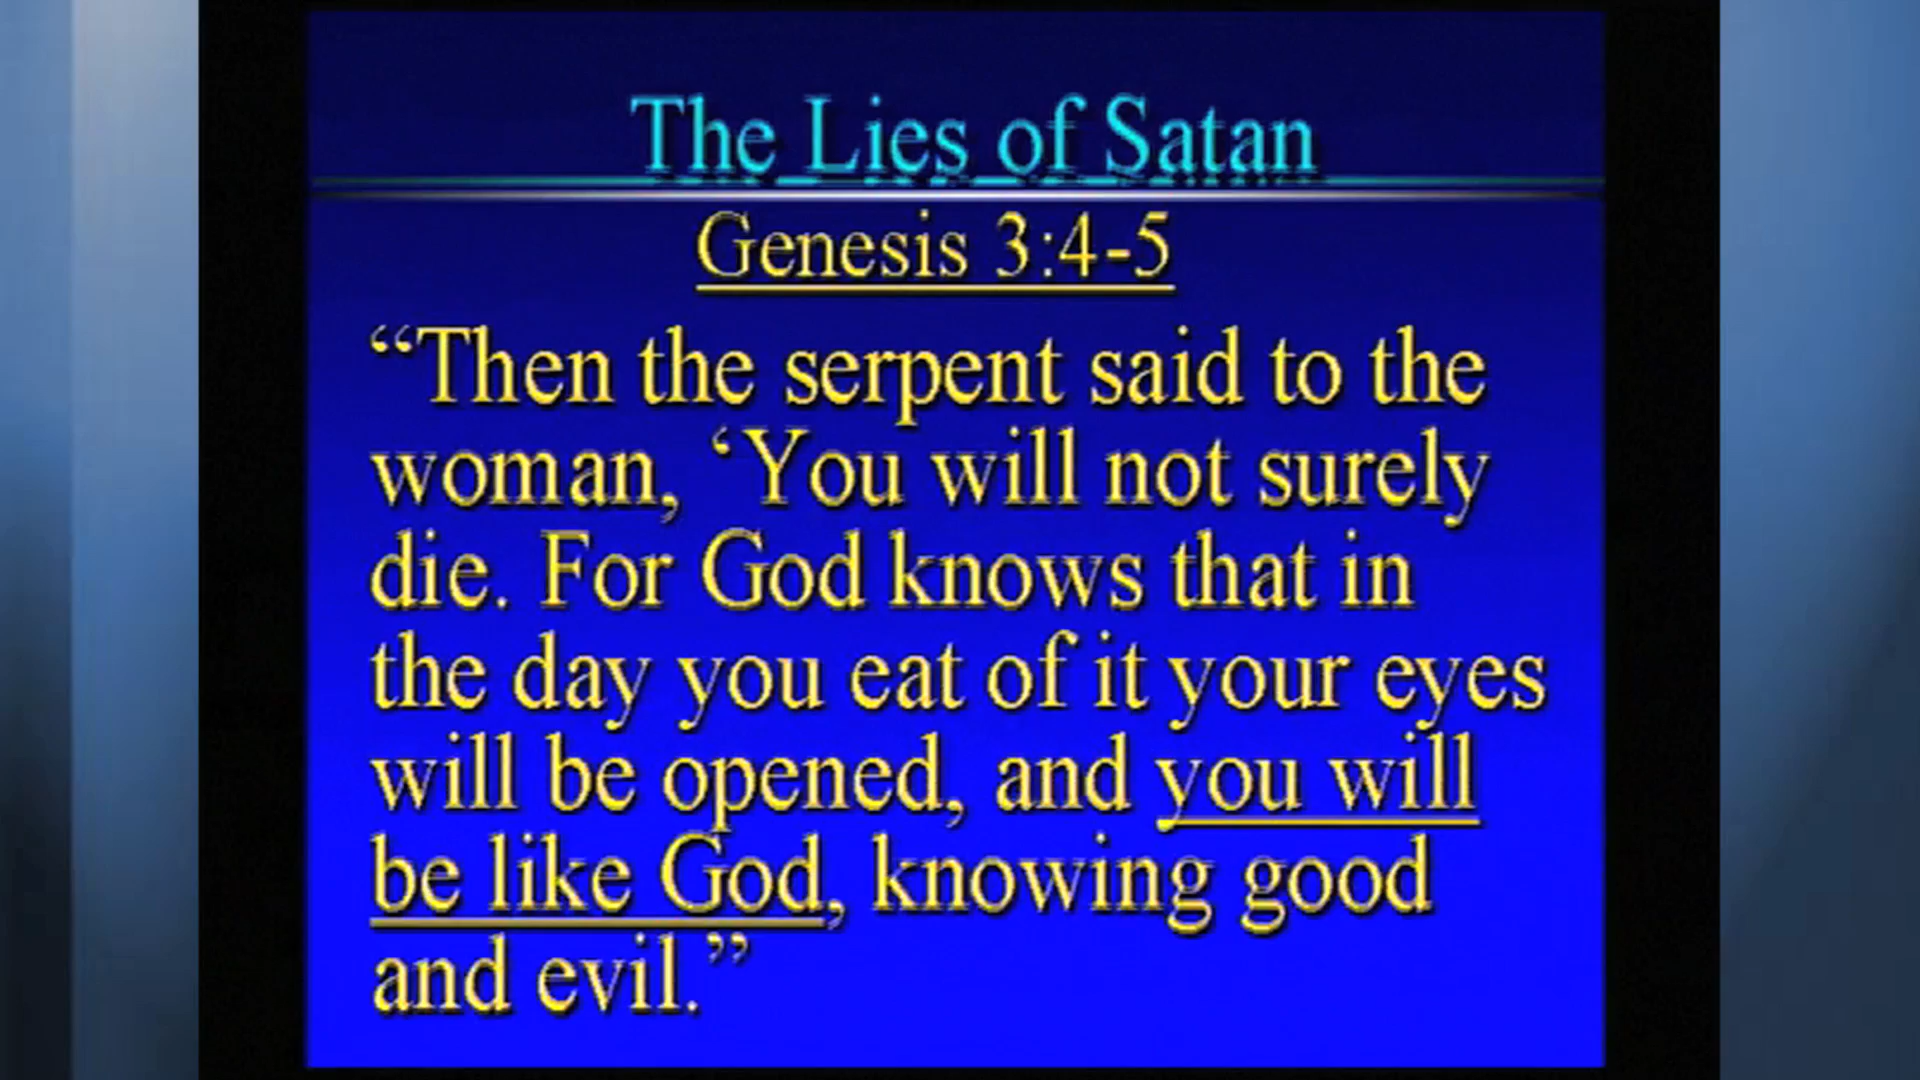 The Lies of Satan
Genesis 3:4-5
“Then the serpent said to the
woman, ‘You will not surely
die. For God knows that in
the day you eat of it your eyes
will be opened, and you will
be like God, knowing good
and evil.”